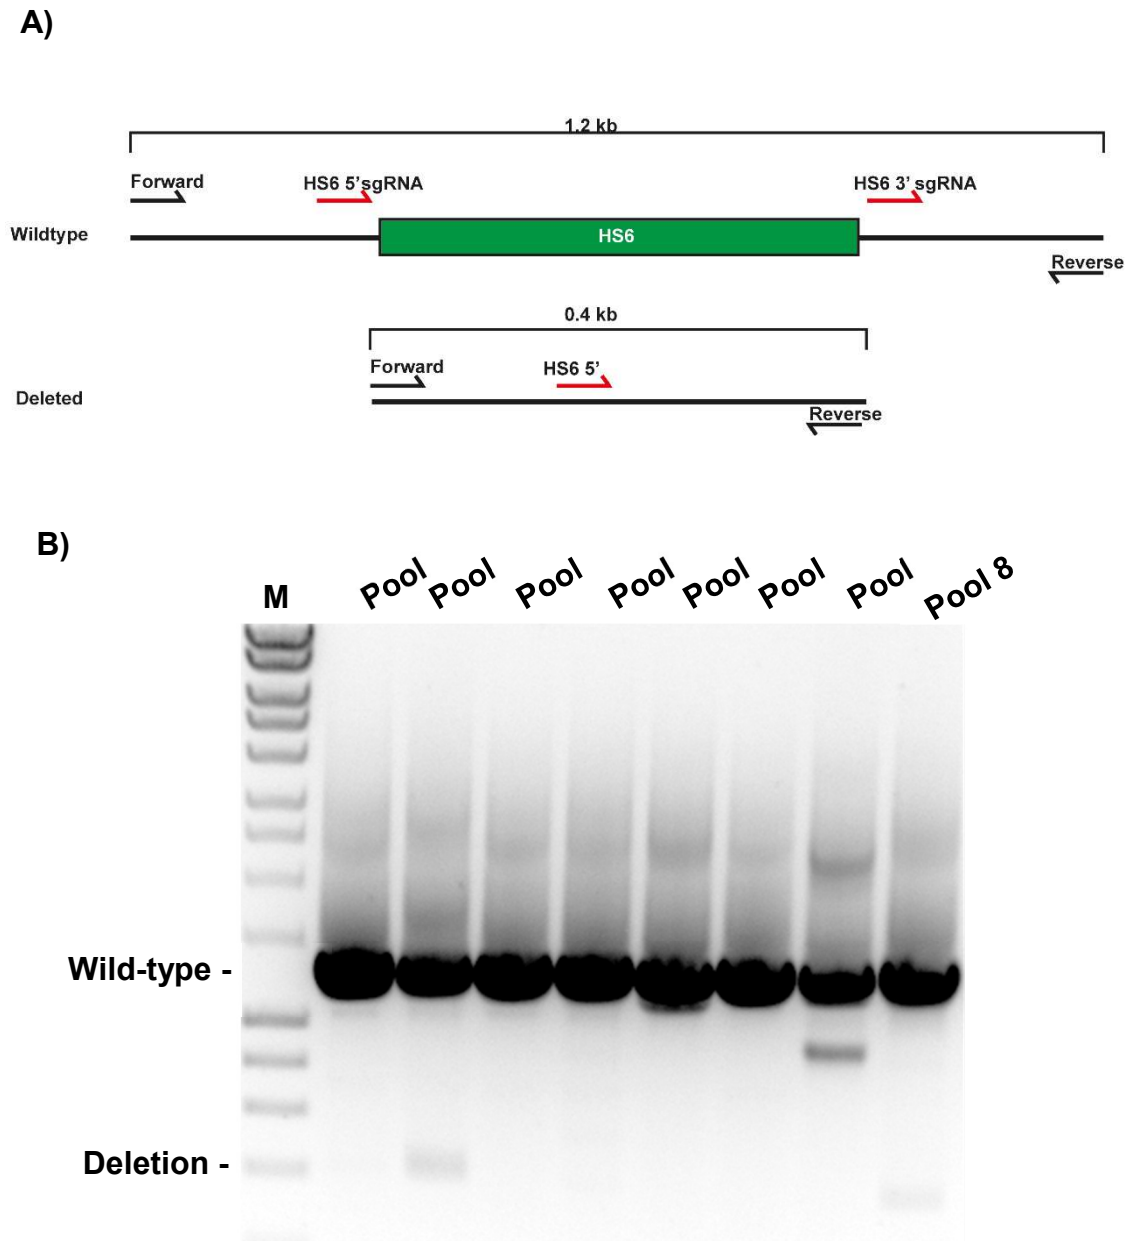 A)
1.2 kb
Forward
HS6 5'sgRNA
HS6 3' sgRNA
Wildtype
HS6
Reverse
0.4 kb
Forward
HS6 5'
Deleted
Reverse
B)
M
Pool
Pool
Pool
Pool
Pool
Pool
Pool
Pool 8
Wild-type -
Deletion -